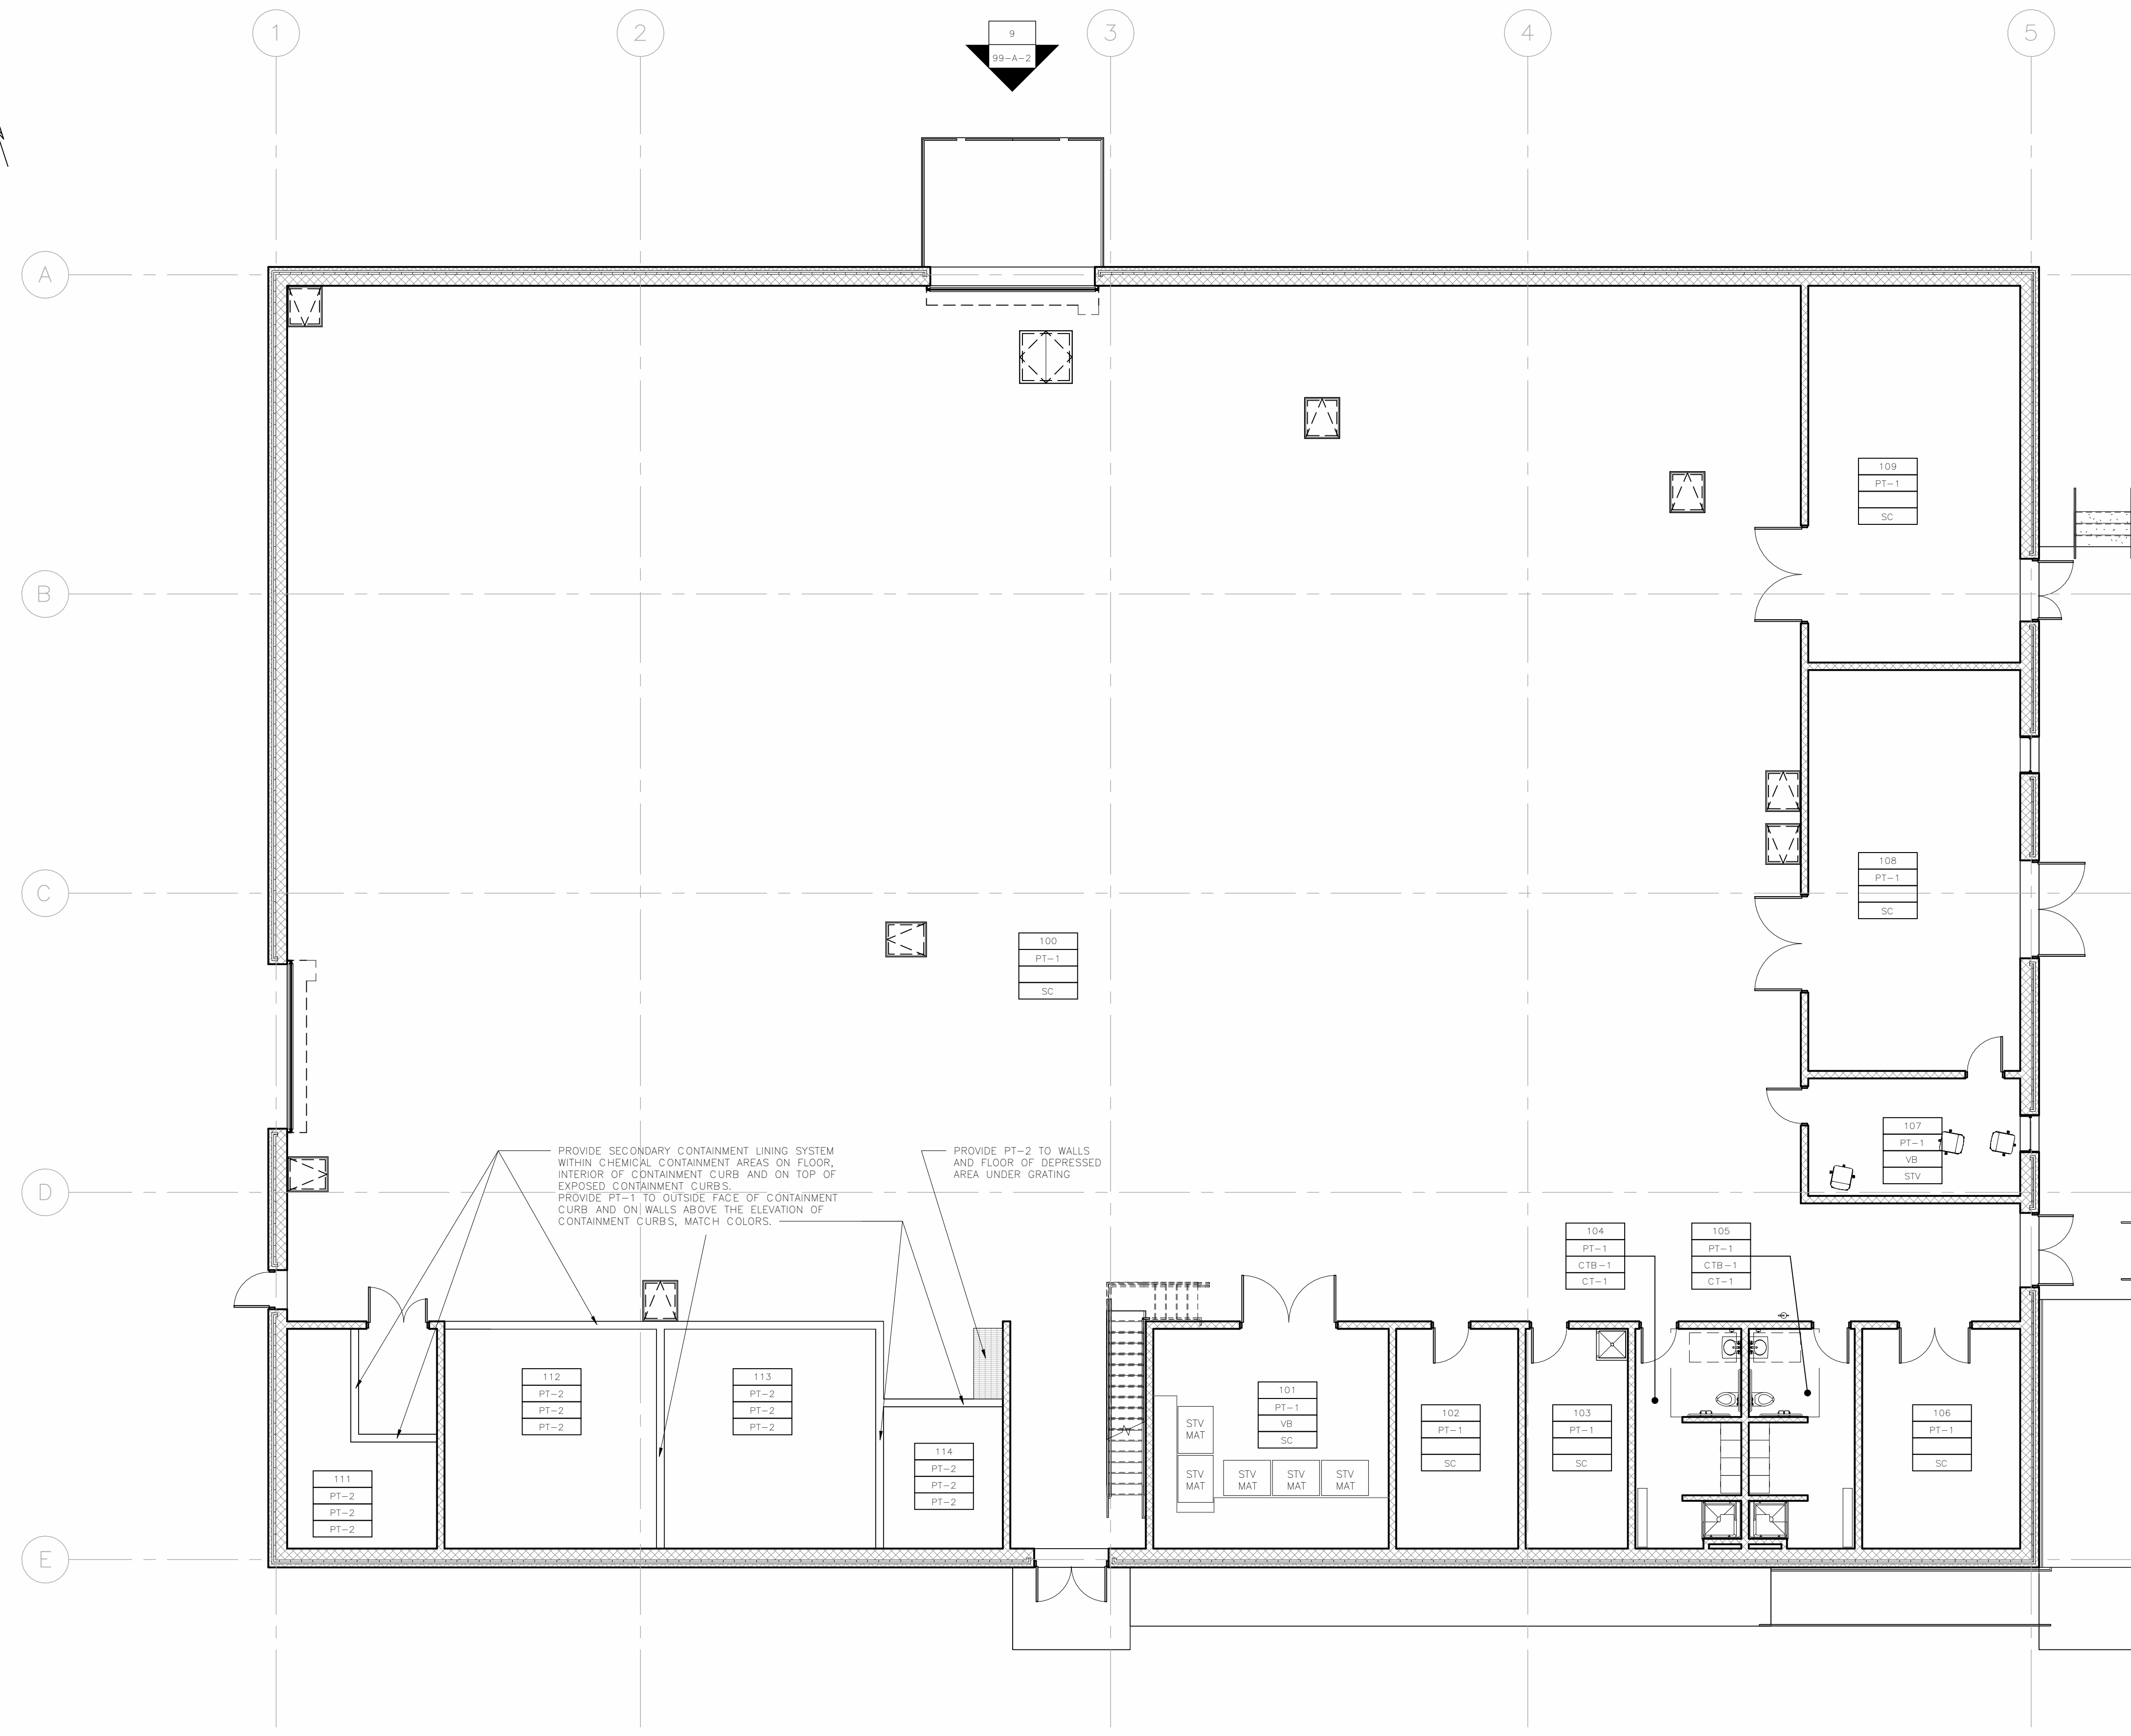 1
2
3
4
5
9
99-A-2
A
B
C
D
E
109
PT-1
SC
108
PT-1
SC
100
PT-1
SC
107
PT-1
VB
STV
PROVIDE SECONDARY CONTAINMENT LINING SYSTEM
WITHIN CHEMICAL CONTAINMENT AREAS ON FLOOR,
INTERIOR OF CONTAINMENT CURB AND ON TOP OF
EXPOSED CONTAINMENT CURBS.
PROVIDE PT-1 TO OUTSIDE FACE OF CONTAINMENT
CURB AND ON WALLS ABOVE THE ELEVATION OF
CONTAINMENT CURBS, MATCH COLORS.
PROVIDE PT-2 TO WALLS
AND FLOOR OF DEPRESSED
AREA UNDER GRATING
104
PT-1
CTB-1
CT-1
105
PT-1
CTB-1
CT-1
112
PT-2
PT-2
PT-2
113
PT-2
PT-2
PT-2
101
PT-1
VB
SC
102
PT-1
SC
103
PT-1
SC
106
PT-1
SC
114
PT-2
PT-2
PT-2
111
PT-2
PT-2
PT-2
STV
MAT
STV
MAT
STV
MAT
STV
MAT
STV
MAT